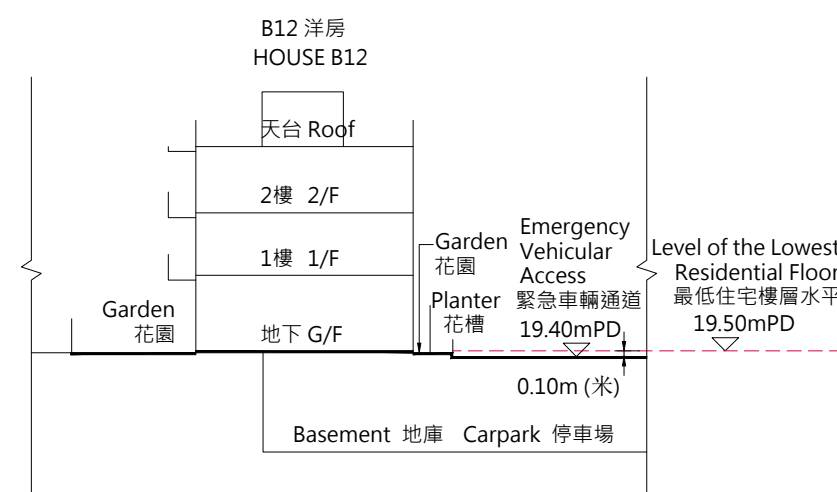 B12 洋房
HOUSE B12
天台 Roof
2樓 2/F
1樓 1/F
地下 G/F
Garden
花園
Garden
花園
Planter
花槽
Emergency
Vehicular
Access
緊急車輛通道
19.40mPD
0.10m (米)
Level of the Lowest
Residential Floor
最低住宅樓層水平
19.50mPD
Basement 地庫 Carpark 停車場